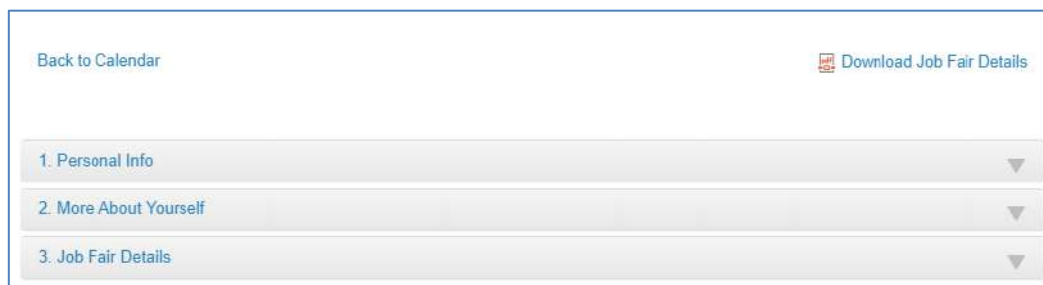 Back to Calendar
Download Job Fair Details
1. Personal Info
2. More About Yourself
3. Job Fair Details